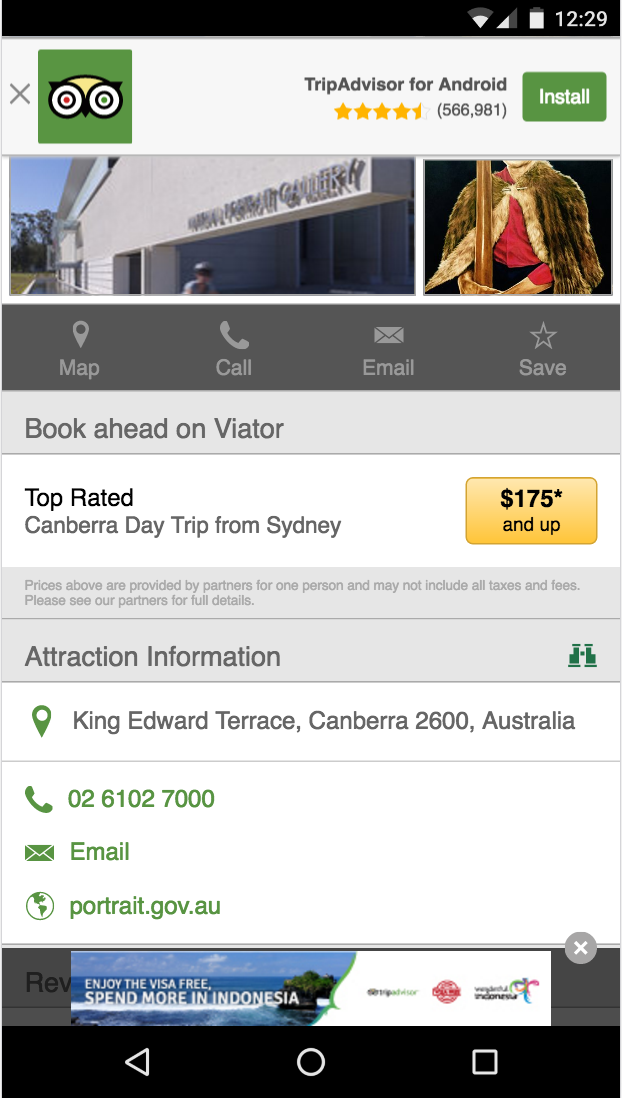 12:29
TripAdvisor for Android
(566,981)
Install
PORTRAIT GALLERY
Map
Call
Email
Save
Book ahead on Viator
Top Rated
Canberra Day Trip from Sydney
$175*
and up
Prices above are provided by partners for one person and may not include all taxes and fees.
Please see our partners for full details.
Attraction Information
King Edward Terrace, Canberra 2600, Australia
02 6102 7000
Email
portrait.gov.au
Rev
ENJOY THE VISA FREE,
SPEND MORE IN INDONESIA
tripadvisor
wonderful
indonesia